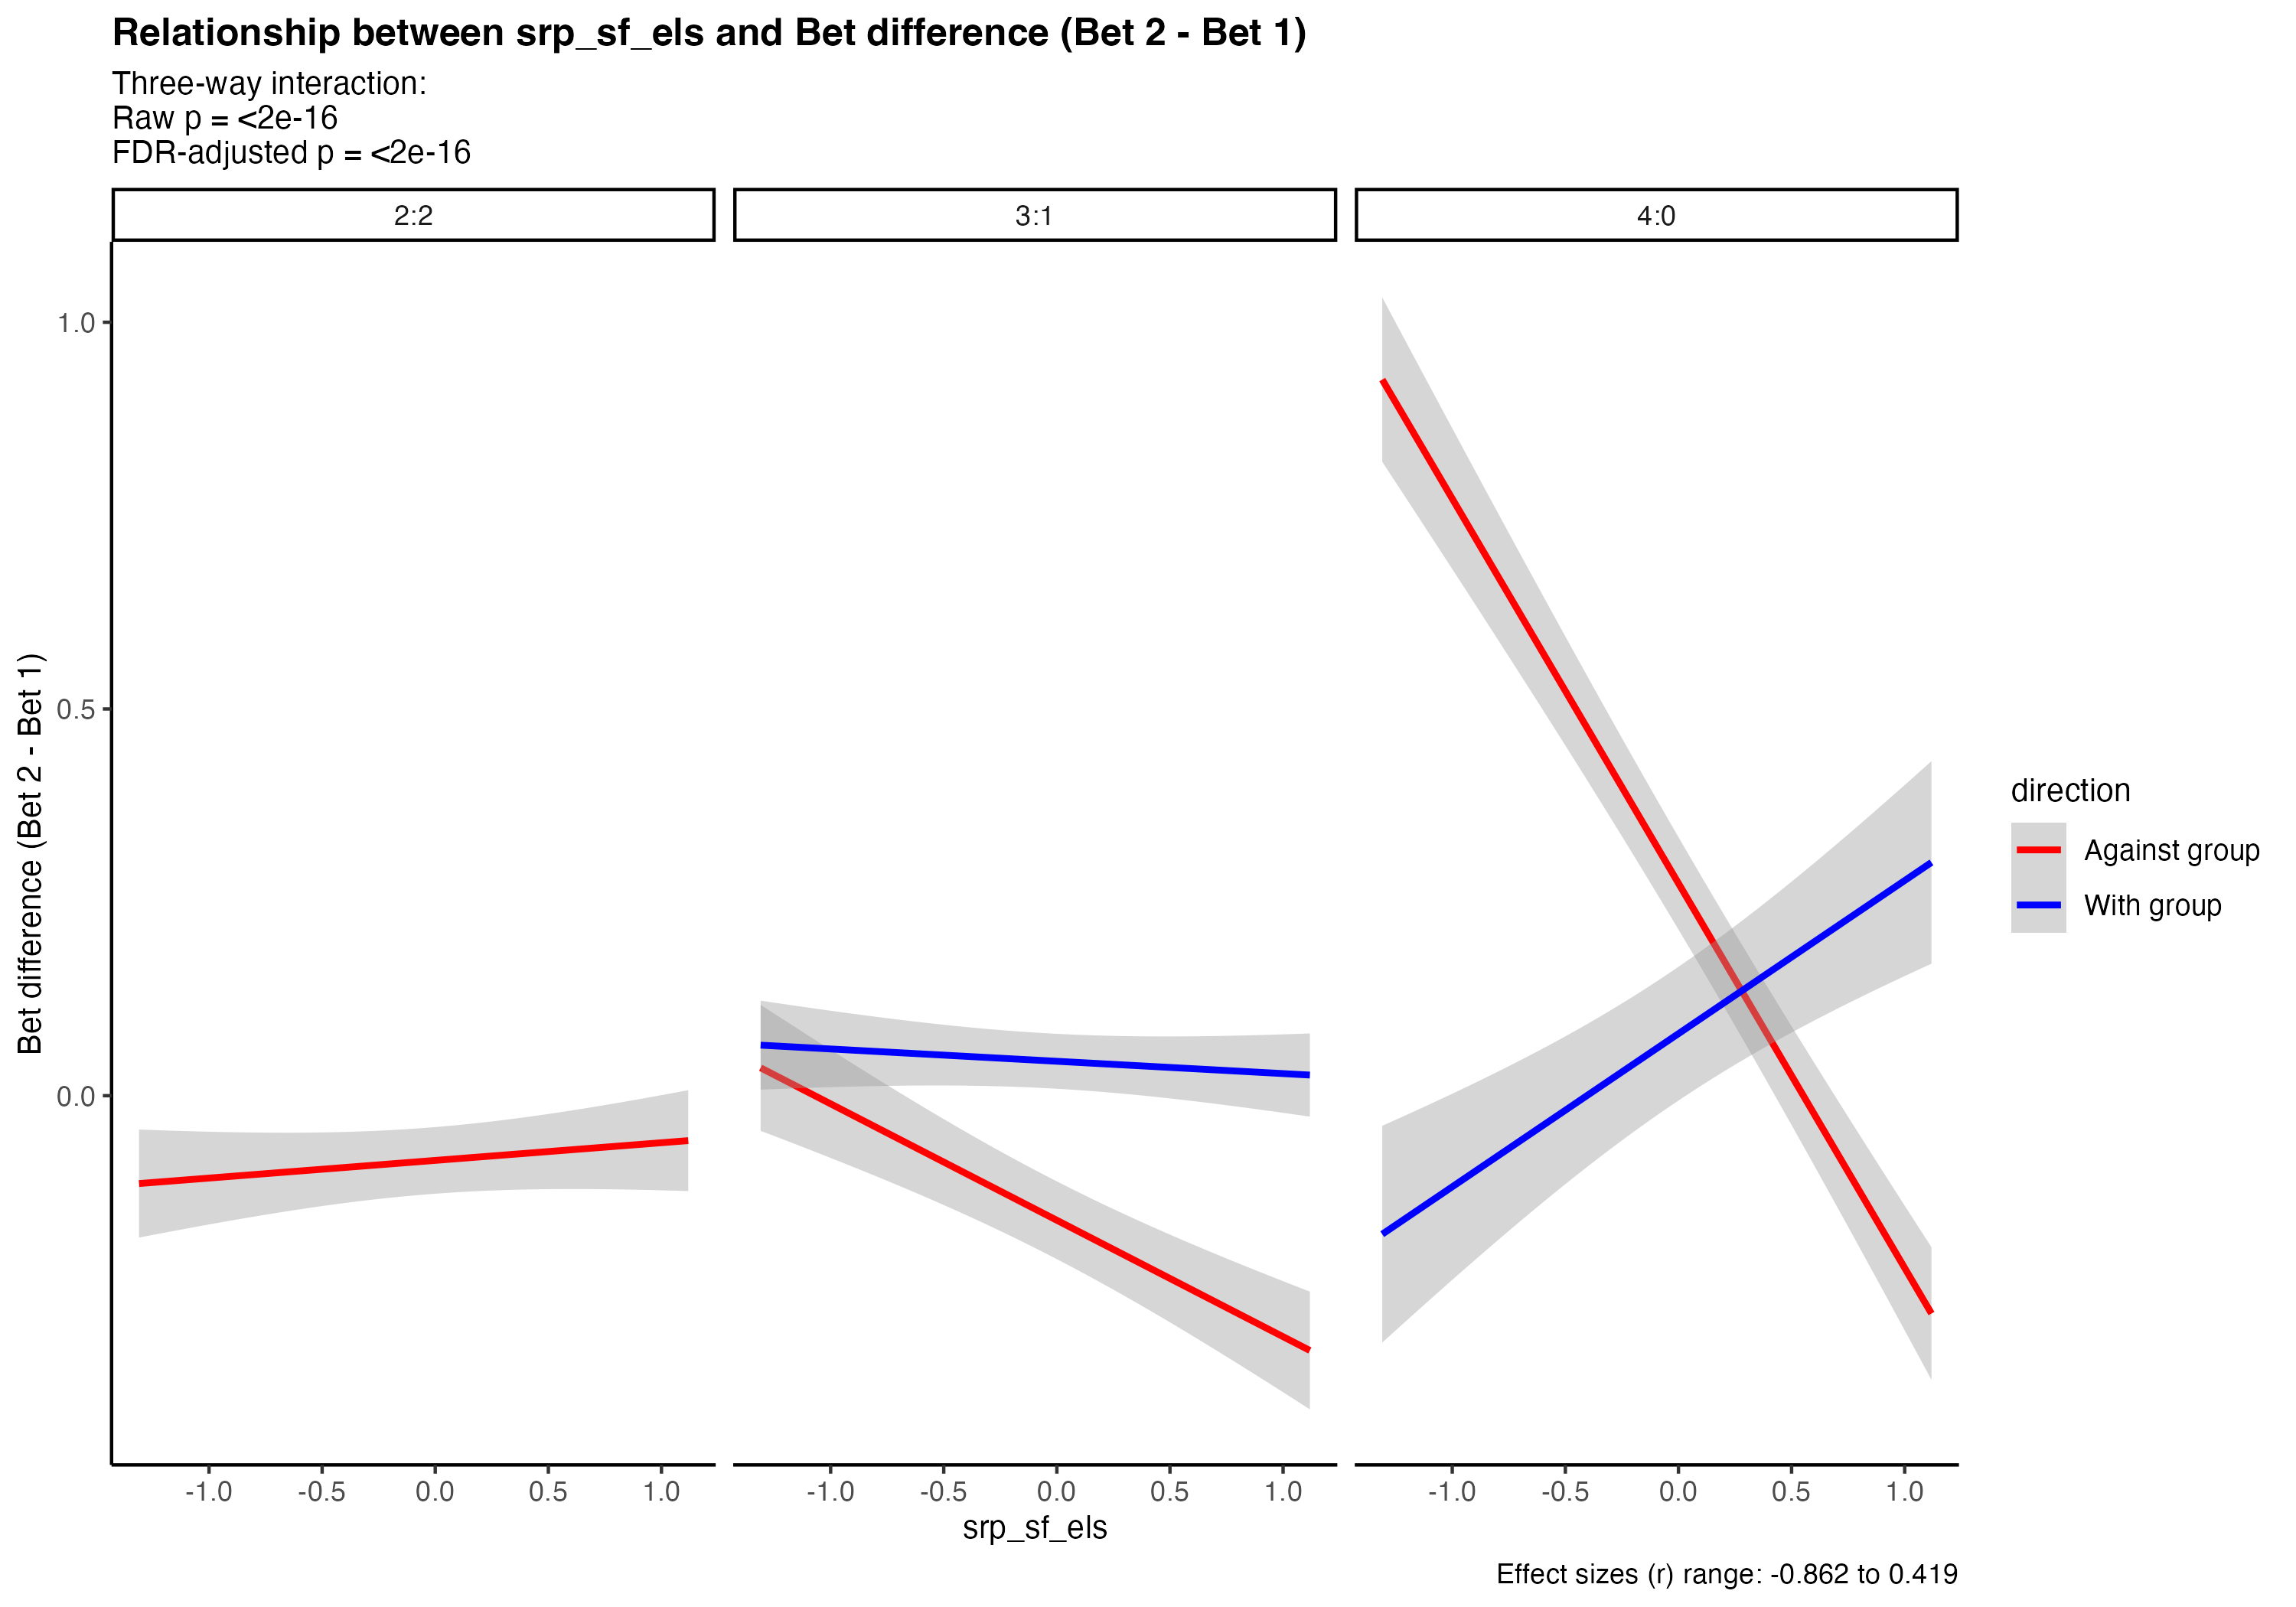 Relationship between srp_sf_els and Bet difference (Bet 2 - Bet 1)
Three-way interaction:
Raw p = <2e-16
FDR-adjusted p = <2e-16
2:2 3:1 4:0
Bet difference (Bet 2 - Bet 1)
1.0
0.5
0.0
direction
Against group
With group
-1.0 -0.5 0.0 0.5 1.0 -1.0 -0.5 0.0 0.5 1.0 -1.0 -0.5 0.0 0.5 1.0
srp_sf_els
Effect sizes (r) range: -0.862 to 0.419